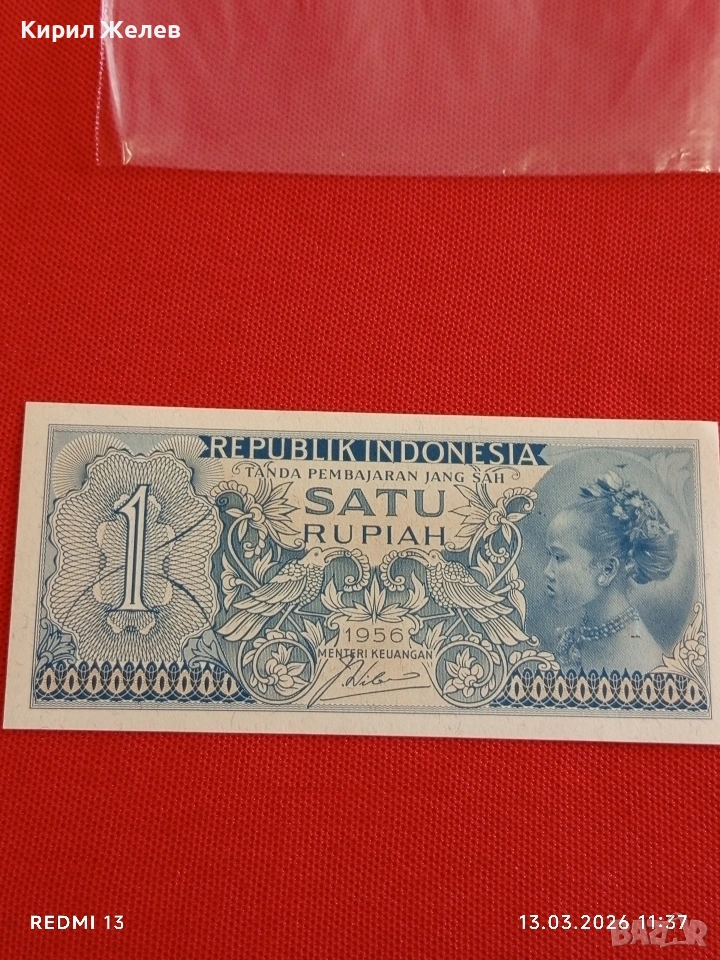 Кирил Желев
REPUBLIK INDONESIA
TANDA PEMBAJARAN JANG SAH
SATU
RUPIAH
1
1956
MENTERI KEUANGAN
REDMI 13
13.03.2026 11:37
BAZAR